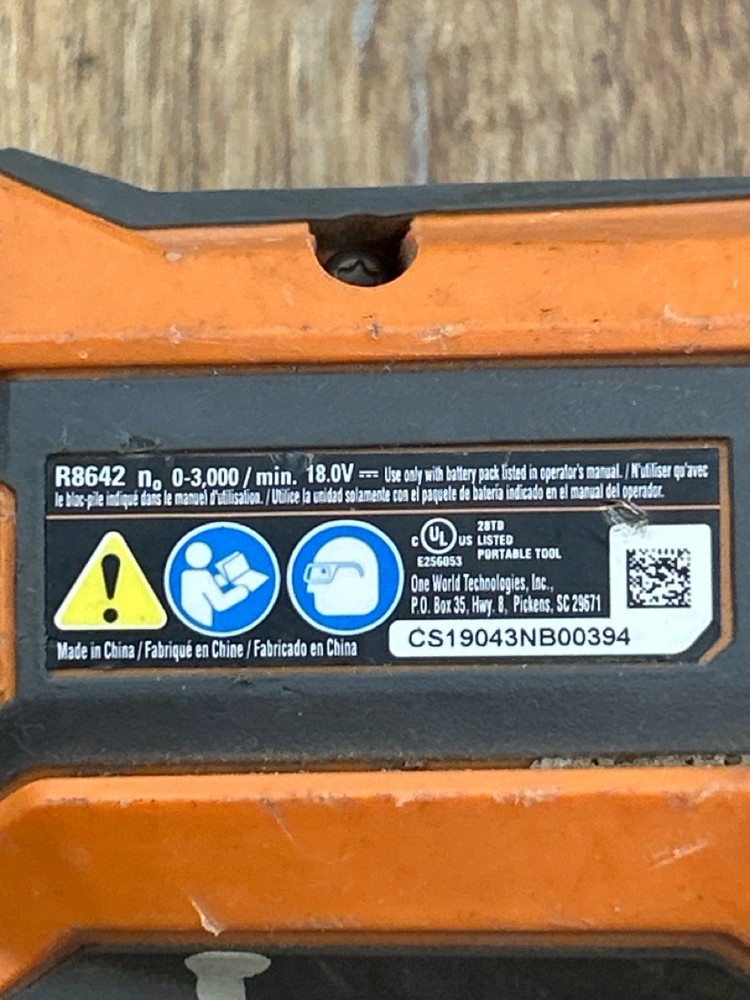 R8642 no 0-3,000 / min. 18.0V ⎓ Use only with battery pack listed in operator's manual. / N'utiliser qu'avec
le bloc-pile indiqué dans le manuel d'utilisation. / Utilice la unidad solamente con el paquete de batería indicado en el manual del operador.
C UL US LISTED
28TD
PORTABLE TOOL
E256053
One World Technologies, Inc.,
P.O. Box 35, Hwy. 8, Pickens, SC 29671
CS19043NB00394
Made in China / Fabriqué en Chine / Fabricado en China